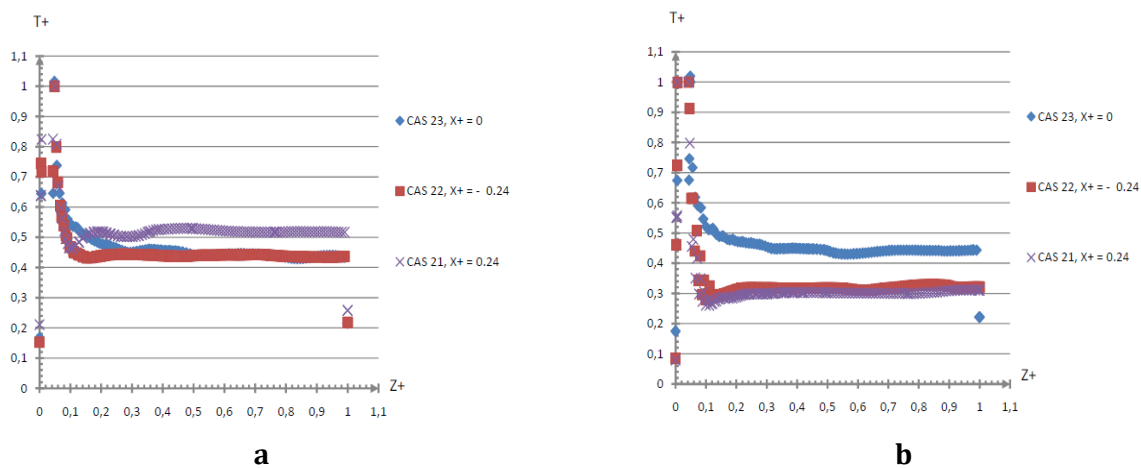 T+
1,1
1
0,9
0,8
0,7
0,6
0,5
0,4
0,3
0,2
0,1
0
0 0,1 0,2 0,3 0,4 0,5 0,6 0,7 0,8 0,9 1 1,1
Z+
CAS 23, X+ = 0
CAS 22, X+ = - 0.24
CAS 21, X+ = 0.24
a
T+
1,1
1
0,9
0,8
0,7
0,6
0,5
0,4
0,3
0,2
0,1
0
0 0,1 0,2 0,3 0,4 0,5 0,6 0,7 0,8 0,9 1 1,1
Z+
CAS 23, X+ = 0
CAS 22, X+ = - 0.24
CAS 21, X+ = 0.24
b